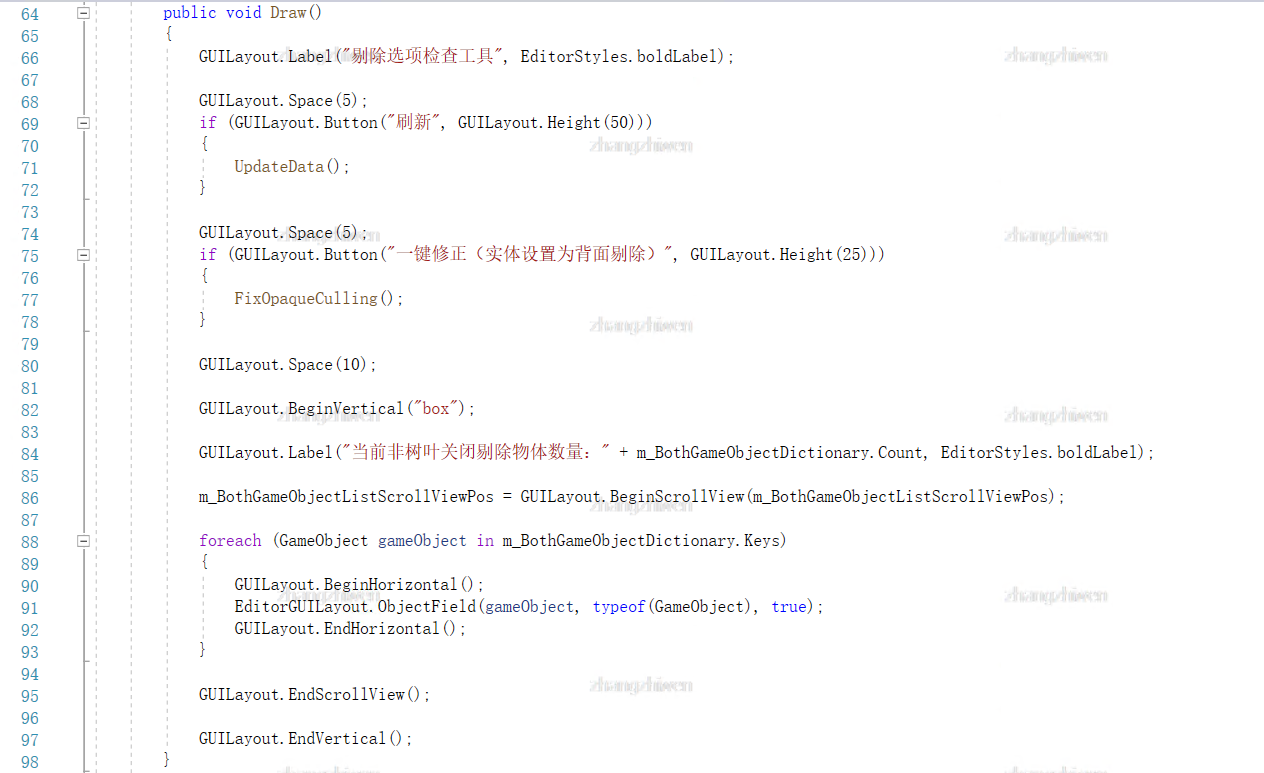 64 public void Draw()
65 {
66 GUILayout.Label("剔除选项检查工具", EditorStyles.boldLabel);
67
68 GUILayout.Space(5);
69 if (GUILayout.Button("刷新", GUILayout.Height(50)))
70 {
71 UpdateData();
72 }
73
74 GUILayout.Space(5);
75 if (GUILayout.Button("一键修正（实体设置为背面剔除）", GUILayout.Height(25)))
76 {
77 FixOpaqueCulling();
78 }
79
80 GUILayout.Space(10);
81
82 GUILayout.BeginVertical("box");
83
84 GUILayout.Label("当前非树叶关闭剔除物体数量：" + m_BothGameObjectDictionary.Count, EditorStyles.boldLabel);
85
86 m_BothGameObjectListScrollViewPos = GUILayout.BeginScrollView(m_BothGameObjectListScrollViewPos);
87
88 foreach (GameObject gameObject in m_BothGameObjectDictionary.Keys)
89 {
90 GUILayout.BeginHorizontal();
91 EditorGUILayout.ObjectField(gameObject, typeof(GameObject), true);
92 GUILayout.EndHorizontal();
93 }
94
95 GUILayout.EndScrollView();
96
97 GUILayout.EndVertical();
98 }